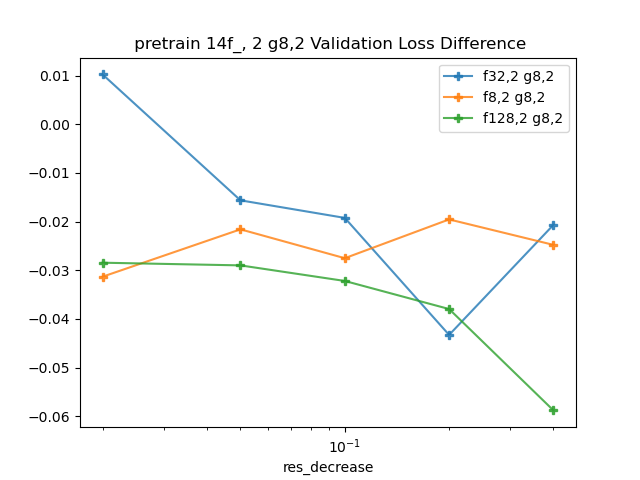 pretrain 14f_, 2 g8,2 Validation Loss Difference
f32,2 g8,2
f8,2 g8,2
f128,2 g8,2
0.01
0.00
−0.01
−0.02
−0.03
−0.04
−0.05
−0.06
10⁻¹
res_decrease